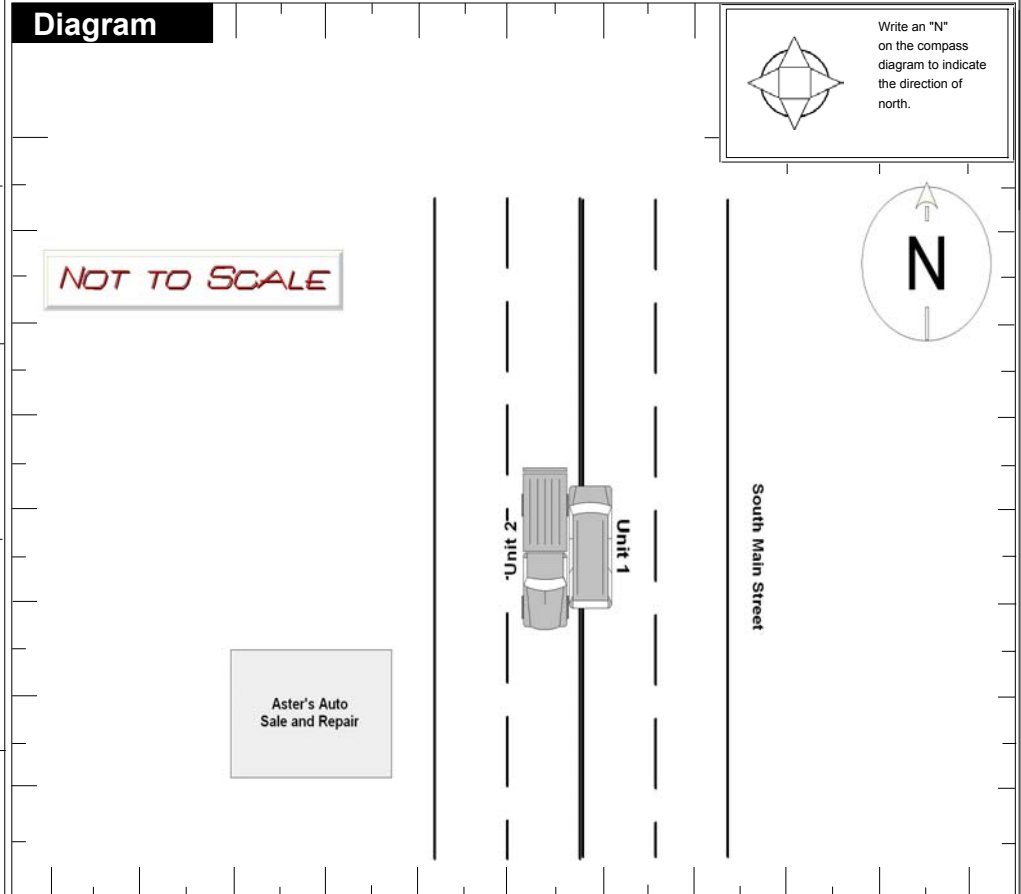 Diagram
Write an "N"
on the compass
diagram to indicate
the direction of
north.
NOT TO SCALE
N
Unit 2
Unit 1
South Main Street
Aster's Auto
Sale and Repair